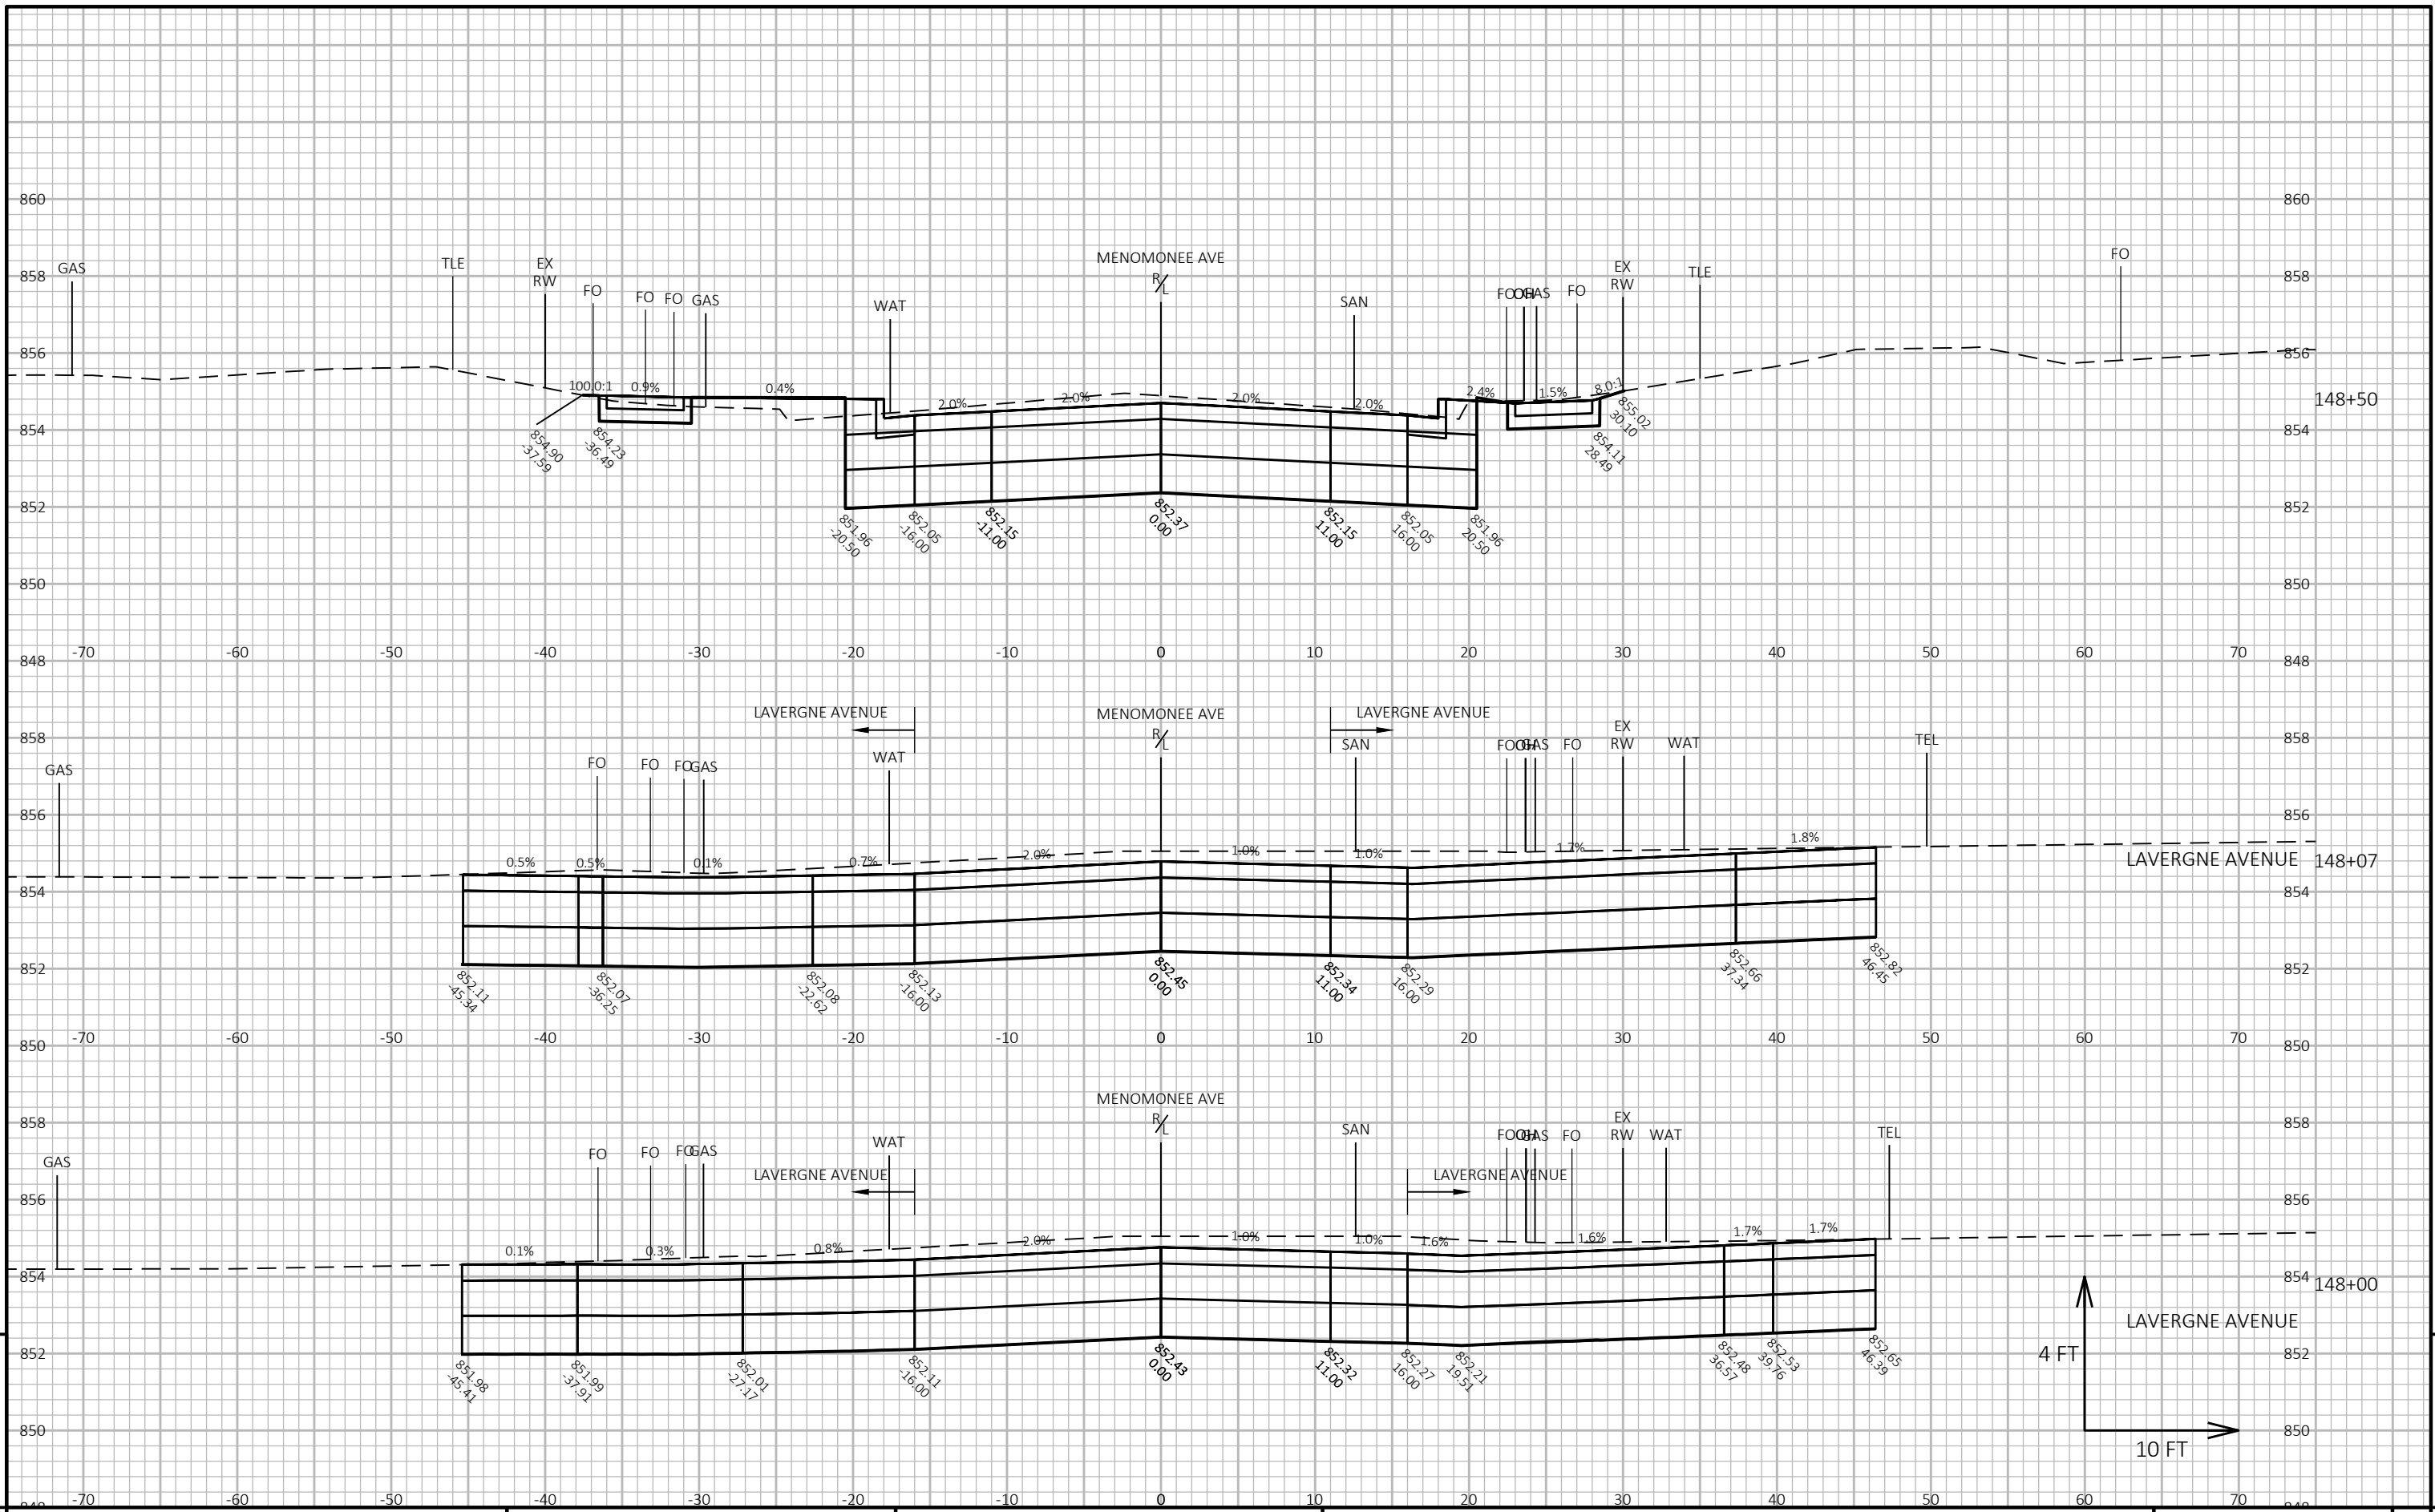 860 860
FO
MENOMONEE AVE
TLE EX EX
GAS RW R/L RW TLE
858 858
FO FO FO GAS WAT SAN FO OH GAS FO
856 856
100.0:1 0.9% 0.4% 2.0% 2.0% 2.0% 2.0% 2.4% 1.5% 8.0:1
148+50
854 854
854.90 -37.59
854.23 -36.49
851.96 -20.50
852.05 -16.00
852.15 -11.00
852.37 0.00
852.15 11.00
852.05 16.00
851.96 20.50
854.11 28.49
855.02 30.10
852 852
850 850
-70 -60 -50 -40 -30 -20 -10 0 10 20 30 40 50 60 70
848 848
LAVERGNE AVENUE MENOMONEE AVE LAVERGNE AVENUE
858 R/L EX RW 858
GAS FO FO FO GAS WAT SAN FO OH GAS FO WAT TEL
856 856
0.5% 0.5% 0.1% 0.7% 2.0% 1.0% 1.0% 1.7% 1.8%
LAVERGNE AVENUE 148+07
854 854
852.11 -45.34
852.07 -36.25
852.08 -22.62
852.13 -16.00
852.45 0.00
852.34 11.00
852.29 16.00
852.66 37.34
852.82 46.45
852 852
-70 -60 -50 -40 -30 -20 -10 0 10 20 30 40 50 60 70
850 850
MENOMONEE AVE
858 R/L EX RW 858
GAS FO FO FO GAS WAT SAN FO OH GAS FO WAT TEL
LAVERGNE AVENUE LAVERGNE AVENUE
856 856
0.1% 0.3% 0.8% 2.0% 1.0% 1.0% 1.6% 1.6% 1.7% 1.7%
854 854
148+00
LAVERGNE AVENUE
851.98 -45.41
851.99 -37.91
852.01 -27.17
852.11 -16.00
852.43 0.00
852.32 11.00
852.27 16.00
852.21 19.51
852.48 36.57
852.53 39.76
852.65 46.39
852 852
4 FT
850 850
10 FT
-70 -60 -50 -40 -30 -20 -10 0 10 20 30 40 50 60 70